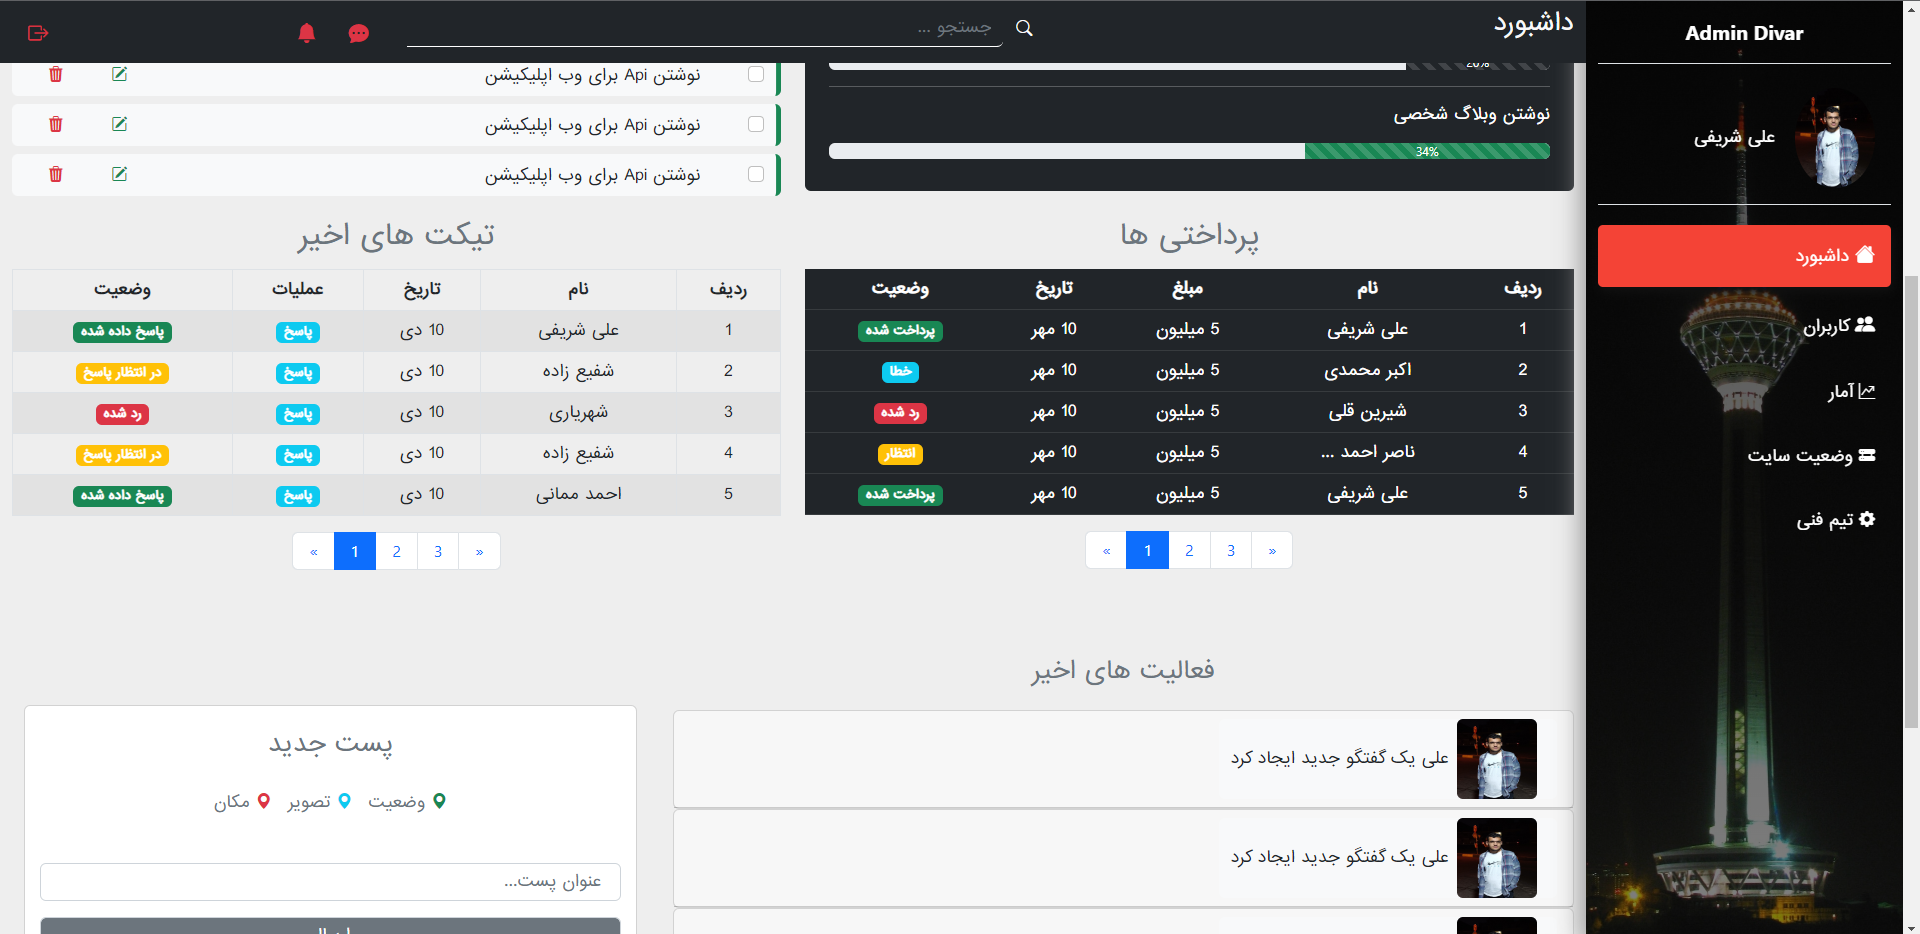 Admin Divar
علی شریفی
داشبورد
کاربران
آمار
وضعیت سایت
تیم فنی
داشبورد
جستجو ...
20%
نوشتن وبلاگ شخصی
34%
نوشتن Api برای وب اپلیکیشن
نوشتن Api برای وب اپلیکیشن
نوشتن Api برای وب اپلیکیشن
پرداختی ها
ردیف نام مبلغ تاریخ وضعیت
1 علی شریفی 5 میلیون 10 مهر پرداخت شده
2 اکبر محمدی 5 میلیون 10 مهر خطا
3 شیرین قلی 5 میلیون 10 مهر رد شده
4 ناصر احمد ... 5 میلیون 10 مهر انتظار
5 علی شریفی 5 میلیون 10 مهر پرداخت شده
« 1 2 3 »
تیکت های اخیر
ردیف نام تاریخ عملیات وضعیت
1 علی شریفی 10 دی پاسخ پاسخ داده شده
2 شفیع زاده 10 دی پاسخ در انتظار پاسخ
3 شهریاری 10 دی پاسخ رد شده
4 شفیع زاده 10 دی پاسخ در انتظار پاسخ
5 احمد ممانی 10 دی پاسخ پاسخ داده شده
« 1 2 3 »
فعالیت های اخیر
علی یک گفتگو جدید ایجاد کرد
علی یک گفتگو جدید ایجاد کرد
پست جدید
وضعیت تصویر مکان
عنوان پست...